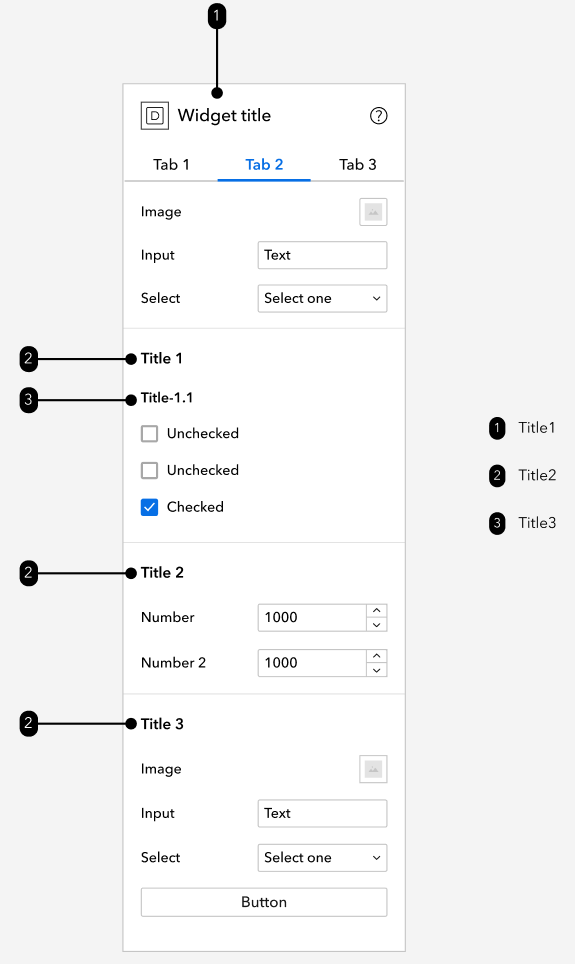 1
D Widget title ?
Tab 1 Tab 2 Tab 3
Image
Input Text
Select Select one
2 Title 1
3 Title-1.1
Unchecked
Unchecked
Checked
2 Title 2
Number 1000
Number 2 1000
2 Title 3
Image
Input Text
Select Select one
Button
1 Title1
2 Title2
3 Title3